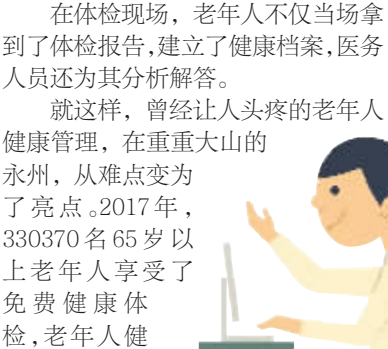 在体检现场，老年人不仅当场拿
到了体检报告，建立了健康档案，医务
人员还为其分析解答。
就这样，曾经让人头疼的老年人
健康管理，在重重大山的
永州，从难点变为
了亮点。2017年，
330370名65岁以
上老年人享受了
免费健康体
检，老年人健